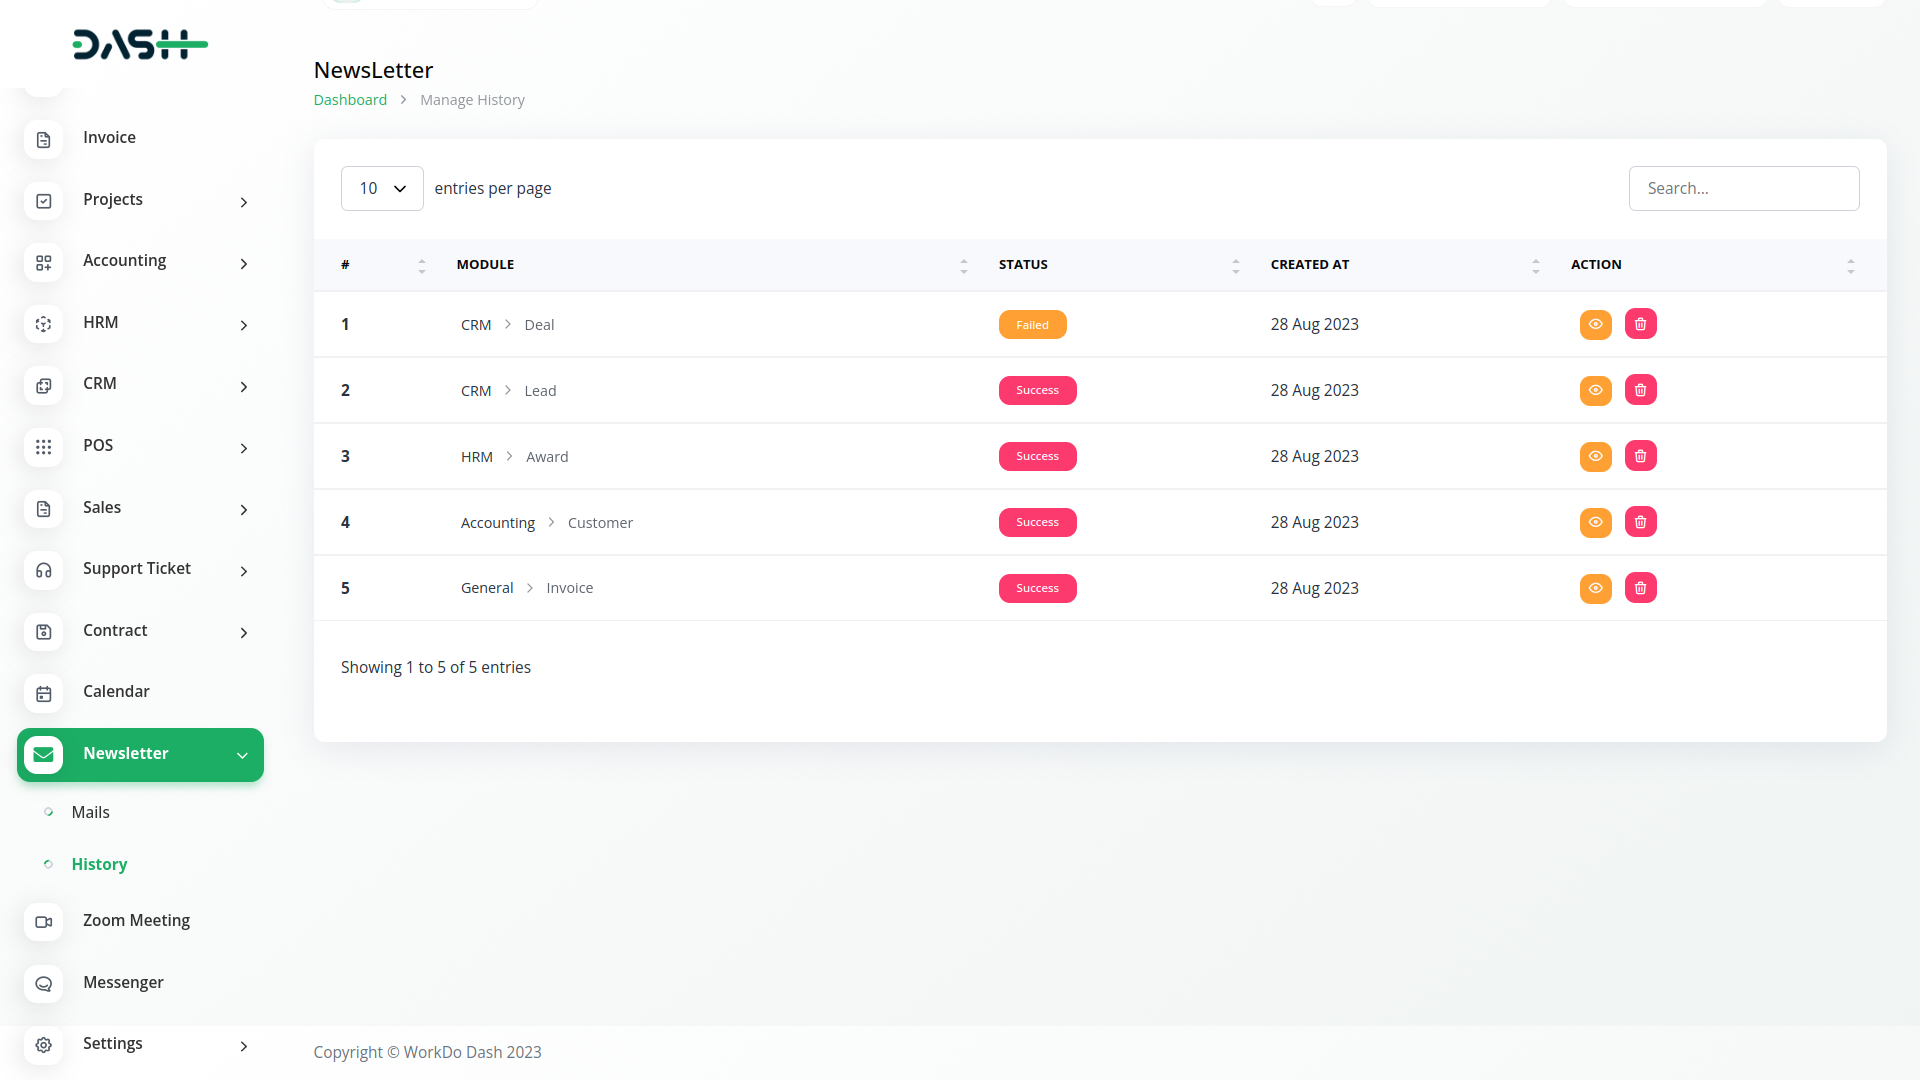 DASH
Invoice
Projects
Accounting
HRM
CRM
POS
Sales
Support Ticket
Contract
Calendar
Newsletter
Mails
History
Zoom Meeting
Messenger
Settings
NewsLetter
Dashboard > Manage History
10 entries per page
Search...
# MODULE STATUS CREATED AT ACTION
1 CRM > Deal Failed 28 Aug 2023
2 CRM > Lead Success 28 Aug 2023
3 HRM > Award Success 28 Aug 2023
4 Accounting > Customer Success 28 Aug 2023
5 General > Invoice Success 28 Aug 2023
Showing 1 to 5 of 5 entries
Copyright © WorkDo Dash 2023